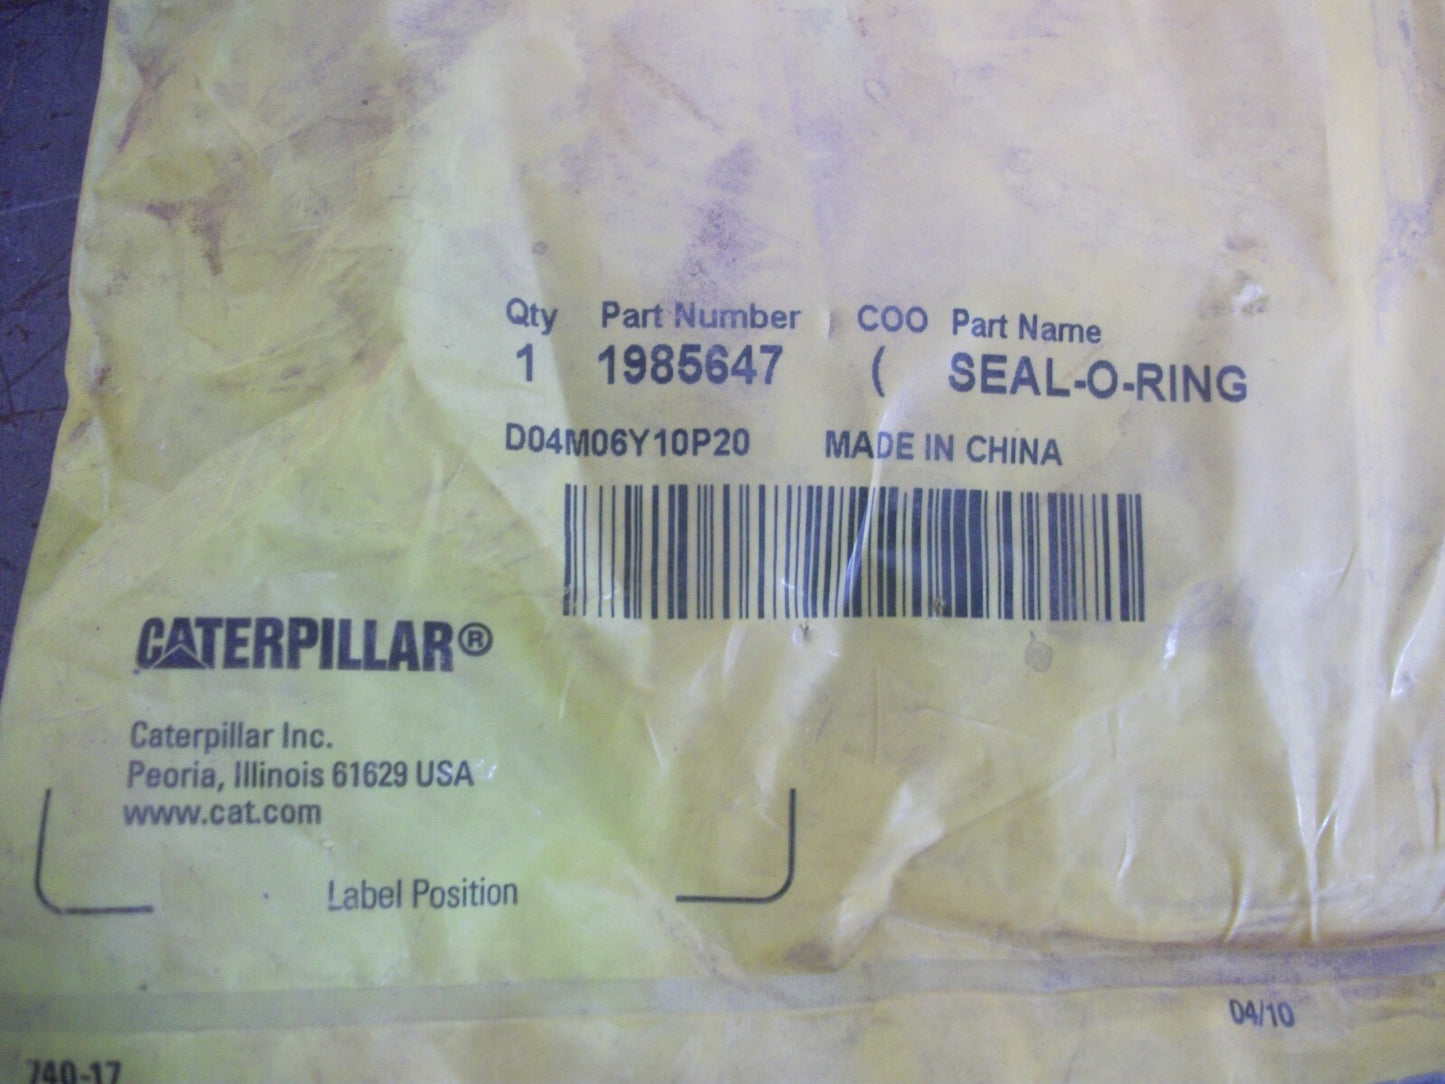 Qty Part Number COO Part Name
1 1985647 ( SEAL-O-RING
D04M06Y10P20 MADE IN CHINA
CATERPILLAR®
Caterpillar Inc.
Peoria, Illinois 61629 USA
www.cat.com
Label Position
04/10
740-17